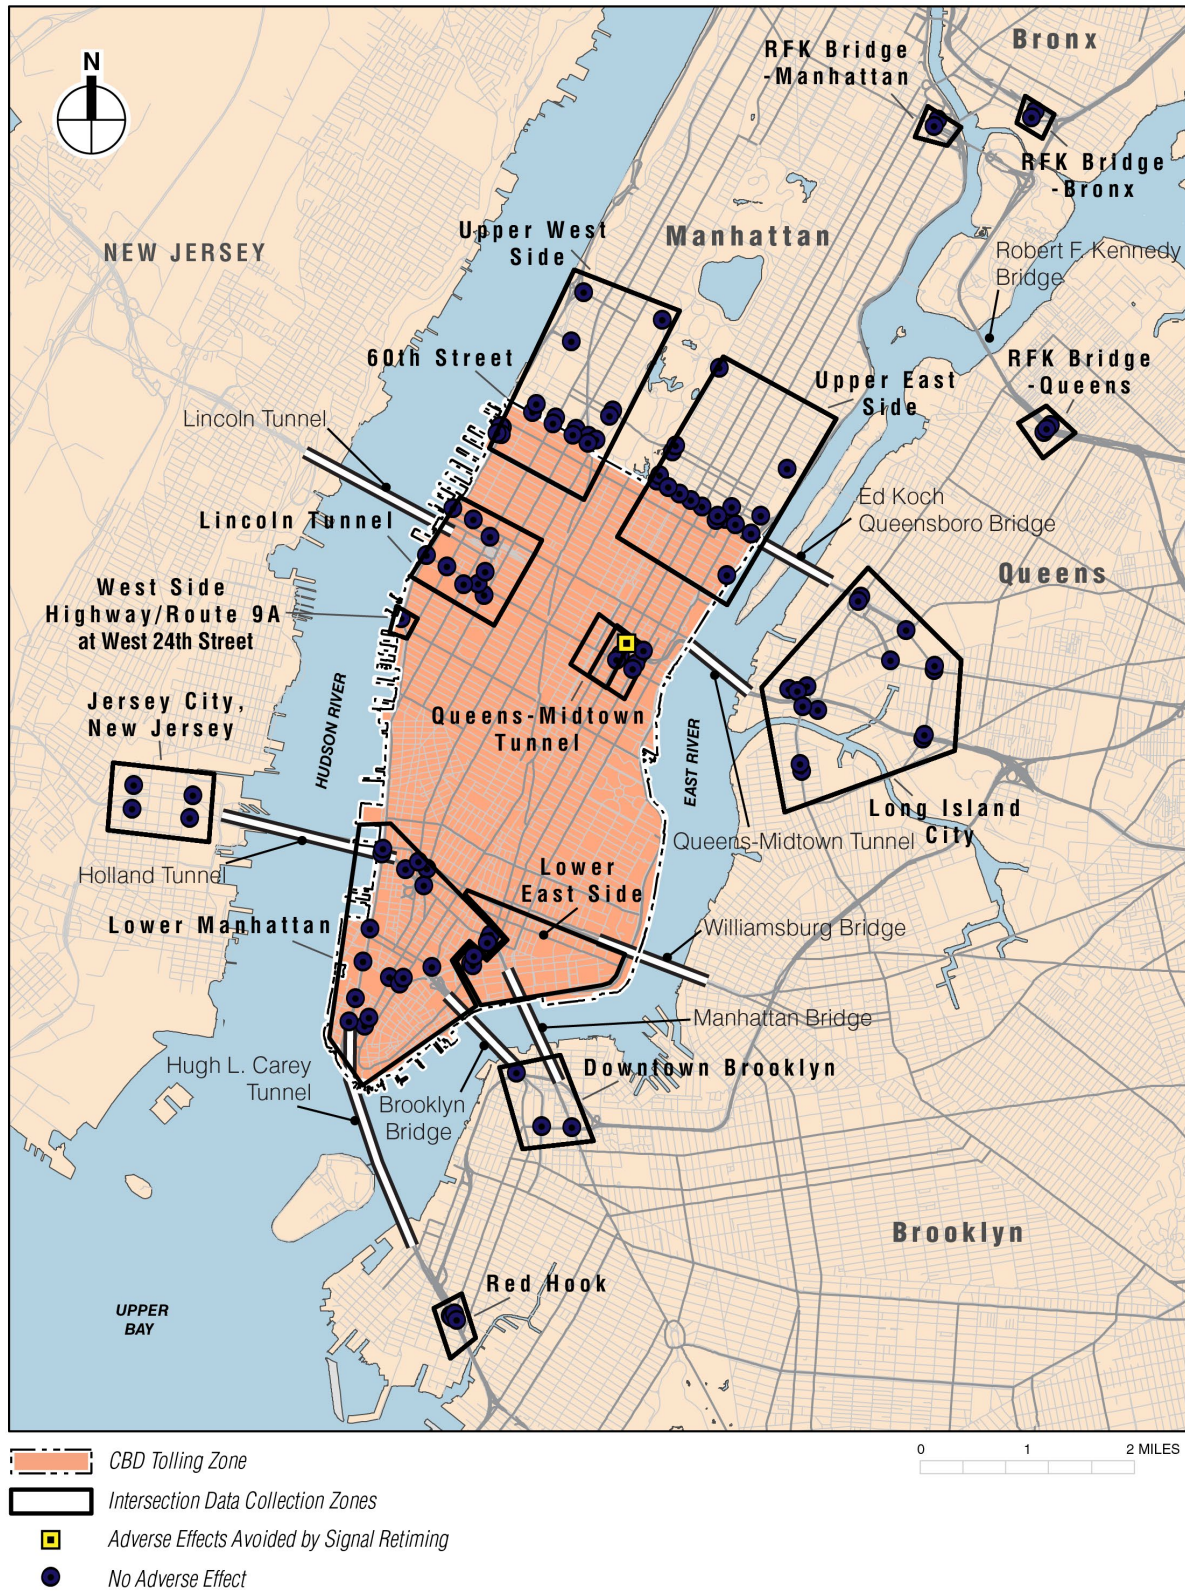 N
RFK Bridge
-Manhattan
Bronx
RFK Bridge
-Bronx
NEW JERSEY
Upper West
Side
Manhattan
Robert F. Kennedy
Bridge
60th Street
RFK Bridge
-Queens
Upper East
Side
Lincoln Tunnel
Lincoln Tunnel
Ed Koch
Queensboro Bridge
Queens
West Side
Highway/Route 9A
at West 24th Street
Jersey City,
New Jersey
HUDSON RIVER
Queens-Midtown
Tunnel
EAST RIVER
Long Island
City
Queens-Midtown Tunnel
Holland Tunnel
Lower
East Side
Lower Manhattan
Williamsburg Bridge
Manhattan Bridge
Hugh L. Carey
Tunnel
Downtown Brooklyn
Brooklyn
Bridge
Brooklyn
Red Hook
UPPER
BAY
CBD Tolling Zone
0 1 2 MILES
Intersection Data Collection Zones
Adverse Effects Avoided by Signal Retiming
No Adverse Effect